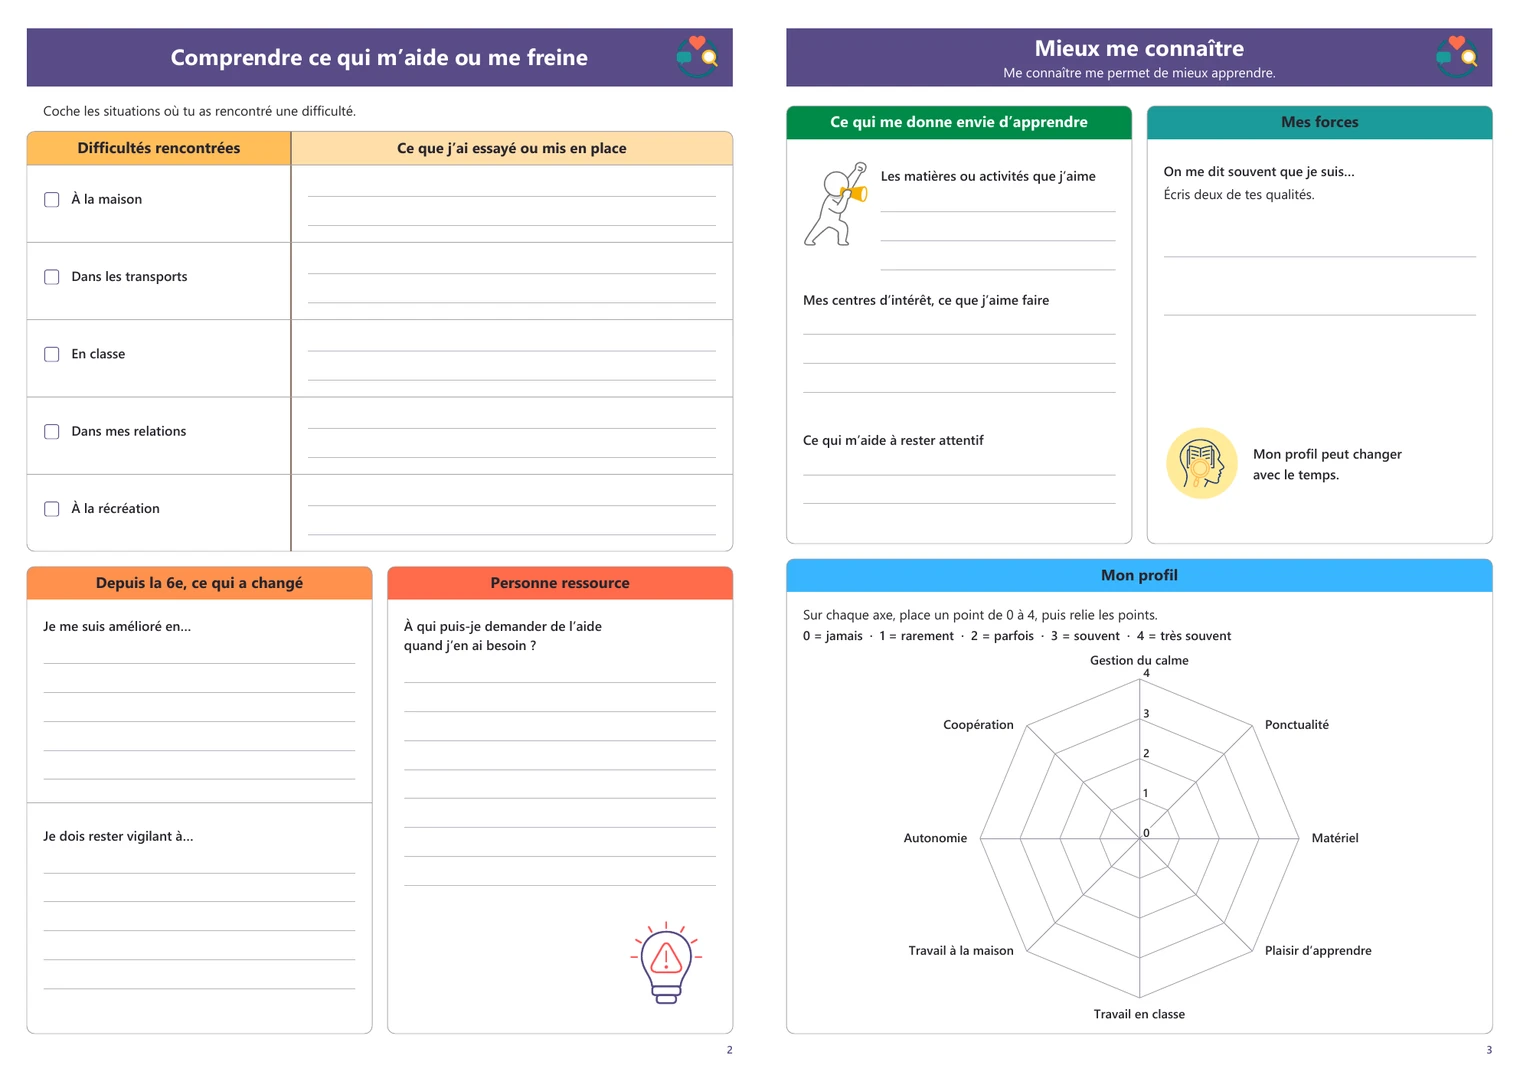 Comprendre ce qui m’aide ou me freine
Coche les situations où tu as rencontré une difficulté.
Difficultés rencontrées
Ce que j’ai essayé ou mis en place
À la maison
Dans les transports
En classe
Dans mes relations
À la récréation
Depuis la 6e, ce qui a changé
Je me suis amélioré en...
Je dois rester vigilant à...
Personne ressource
À qui puis-je demander de l’aide
quand j’en ai besoin ?
2
Mieux me connaître
Me connaître me permet de mieux apprendre.
Ce qui me donne envie d’apprendre
Les matières ou activités que j’aime
Mes centres d’intérêt, ce que j’aime faire
Ce qui m’aide à rester attentif
Mes forces
On me dit souvent que je suis...
Écris deux de tes qualités.
Mon profil peut changer
avec le temps.
Mon profil
Sur chaque axe, place un point de 0 à 4, puis relie les points.
0 = jamais · 1 = rarement · 2 = parfois · 3 = souvent · 4 = très souvent
Gestion du calme
4
3
2
1
0
Coopération
Ponctualité
Autonomie
Matériel
Travail à la maison
Plaisir d’apprendre
Travail en classe
3